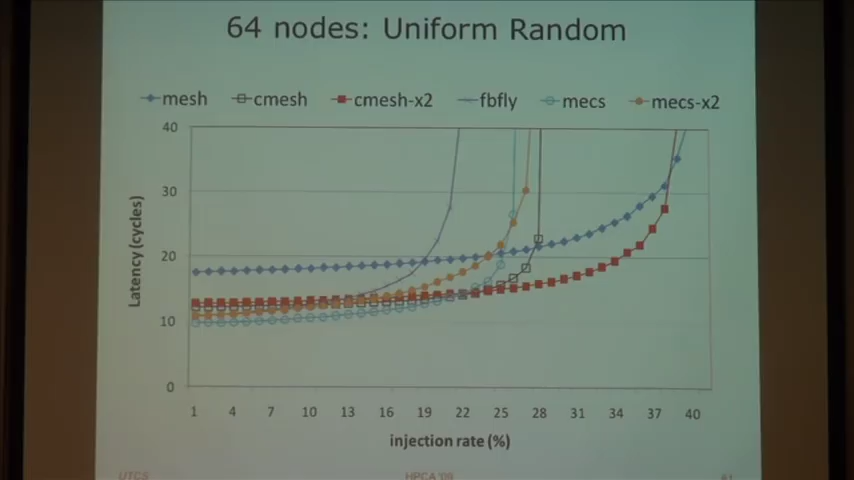 64 nodes: Uniform Random
mesh cmesh cmesh-x2 fbfly mecs mecs-x2
40
30
20
10
0
Latency (cycles)
1 4 7 10 13 16 19 22 25 28 31 34 37 40
injection rate (%)
UTCS HPCA '09